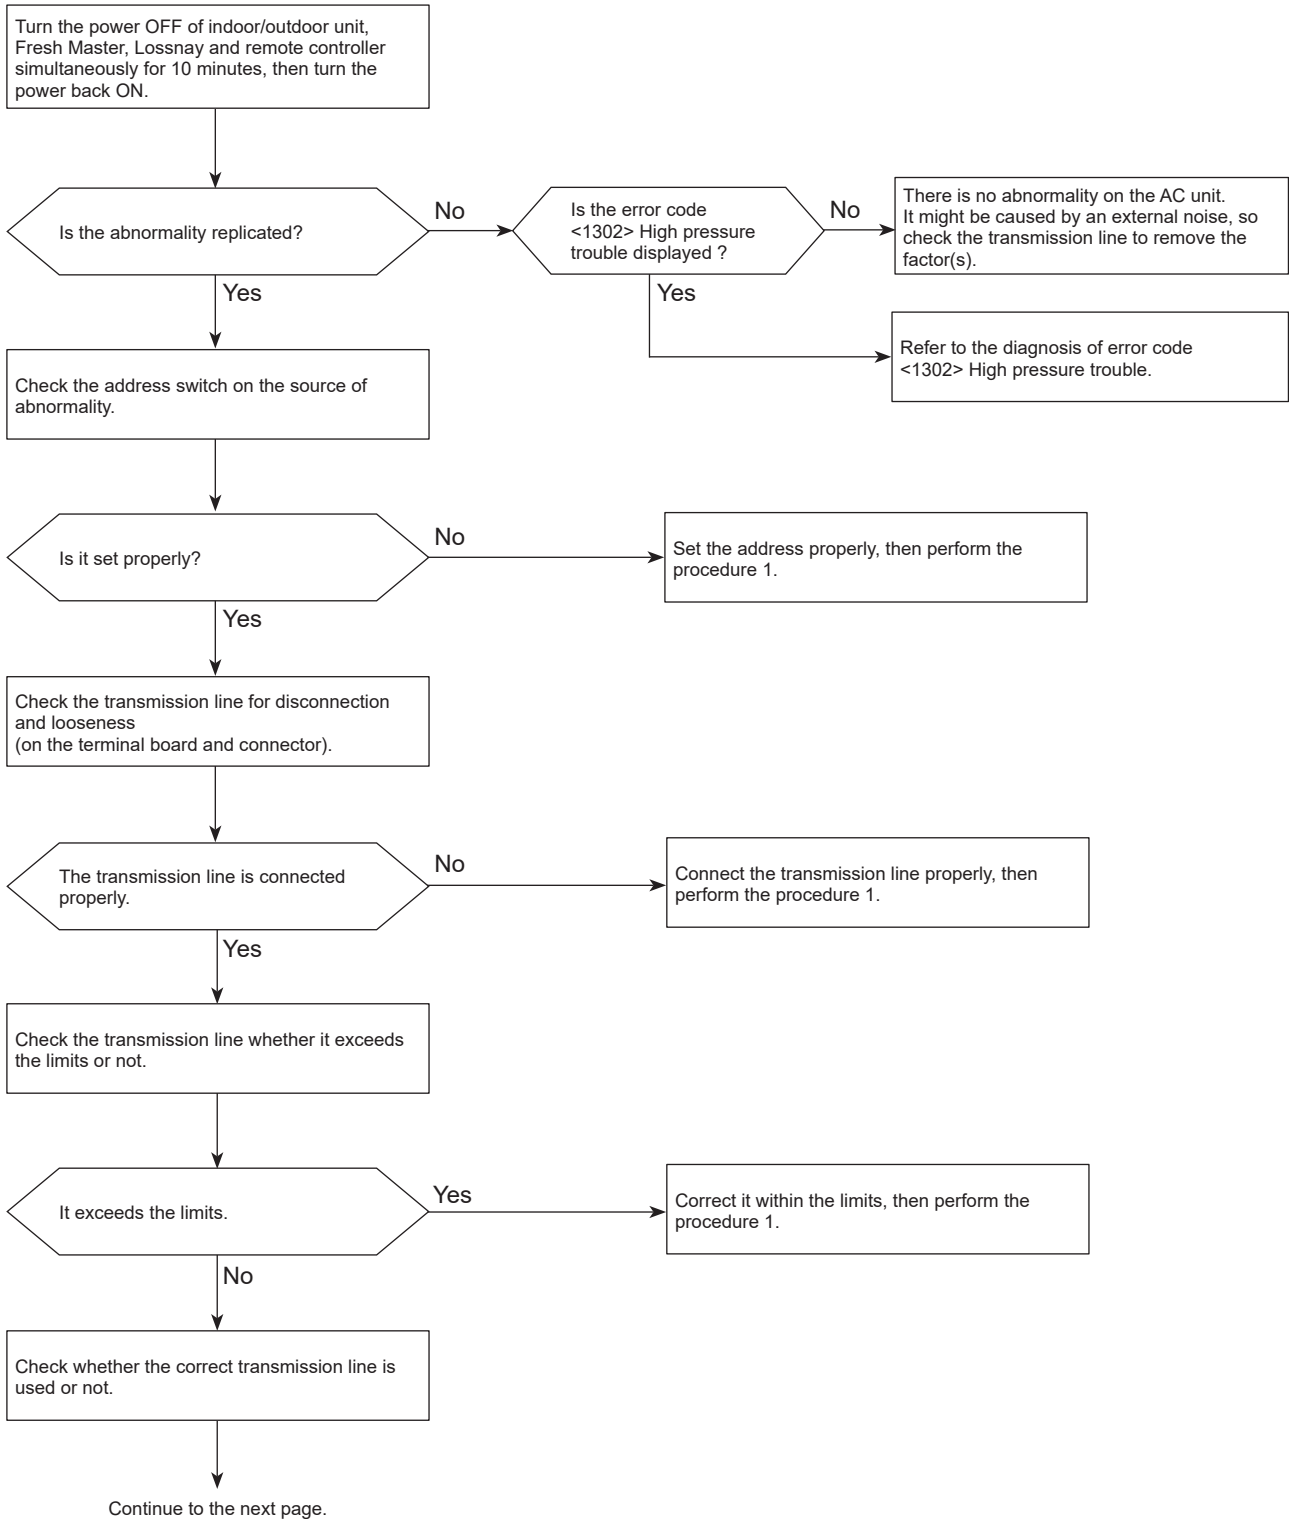 Turn the power OFF of indoor/outdoor unit,
Fresh Master, Lossnay and remote controller
simultaneously for 10 minutes, then turn the
power back ON.
Is the abnormality replicated?
No
Is the error code
<1302> High pressure
trouble displayed ?
No
There is no abnormality on the AC unit.
It might be caused by an external noise, so
check the transmission line to remove the
factor(s).
Yes
Yes
Refer to the diagnosis of error code
<1302> High pressure trouble.
Check the address switch on the source of
abnormality.
Is it set properly?
No
Set the address properly, then perform the
procedure 1.
Yes
Check the transmission line for disconnection
and looseness
(on the terminal board and connector).
The transmission line is connected
properly.
No
Connect the transmission line properly, then
perform the procedure 1.
Yes
Check the transmission line whether it exceeds
the limits or not.
It exceeds the limits.
Yes
Correct it within the limits, then perform the
procedure 1.
No
Check whether the correct transmission line is
used or not.
Continue to the next page.